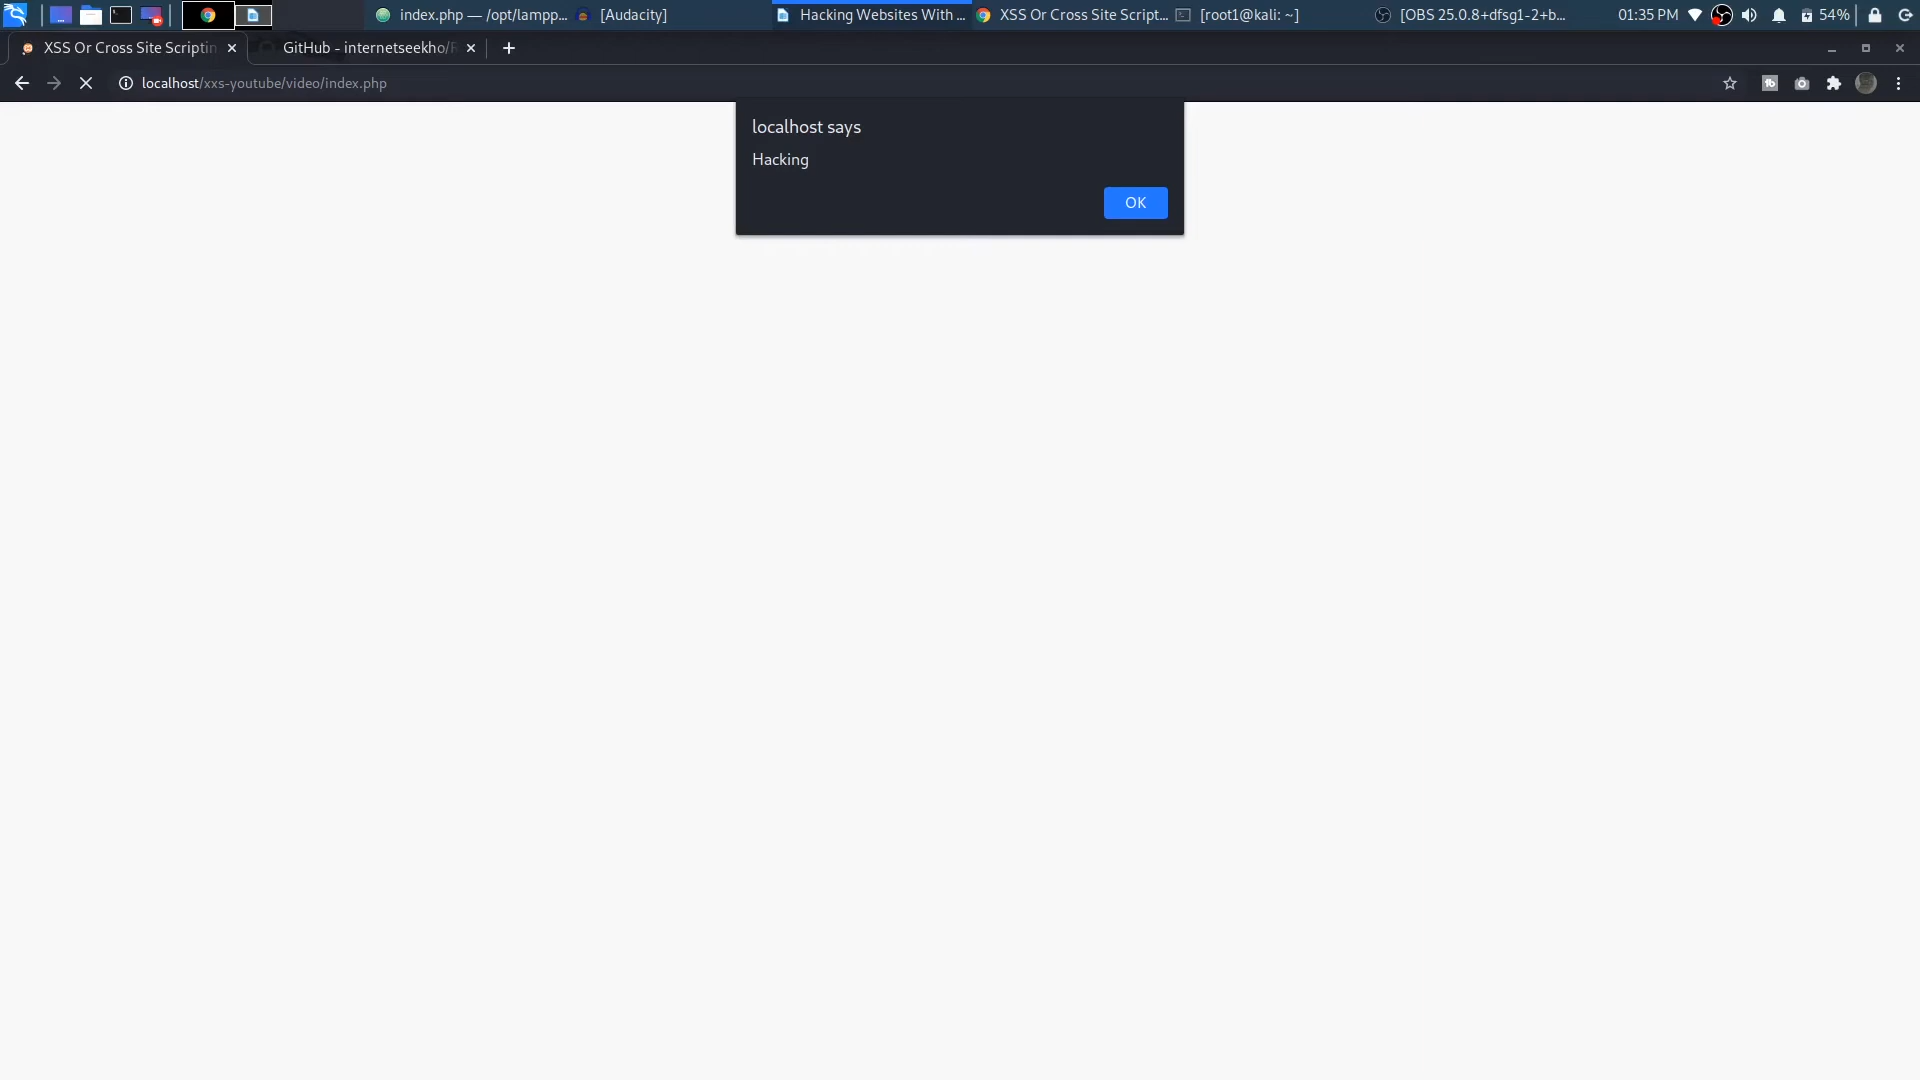 index.php — /opt/lampp... [Audacity] Hacking Websites With ... XSS Or Cross Site Script... [root1@kali: ~] [OBS 25.0.8+dfsg1-2+b... 01:35 PM 54%
XSS Or Cross Site Scriptin GitHub - internetseekho/
localhost/xxs-youtube/video/index.php
localhost says
Hacking
OK